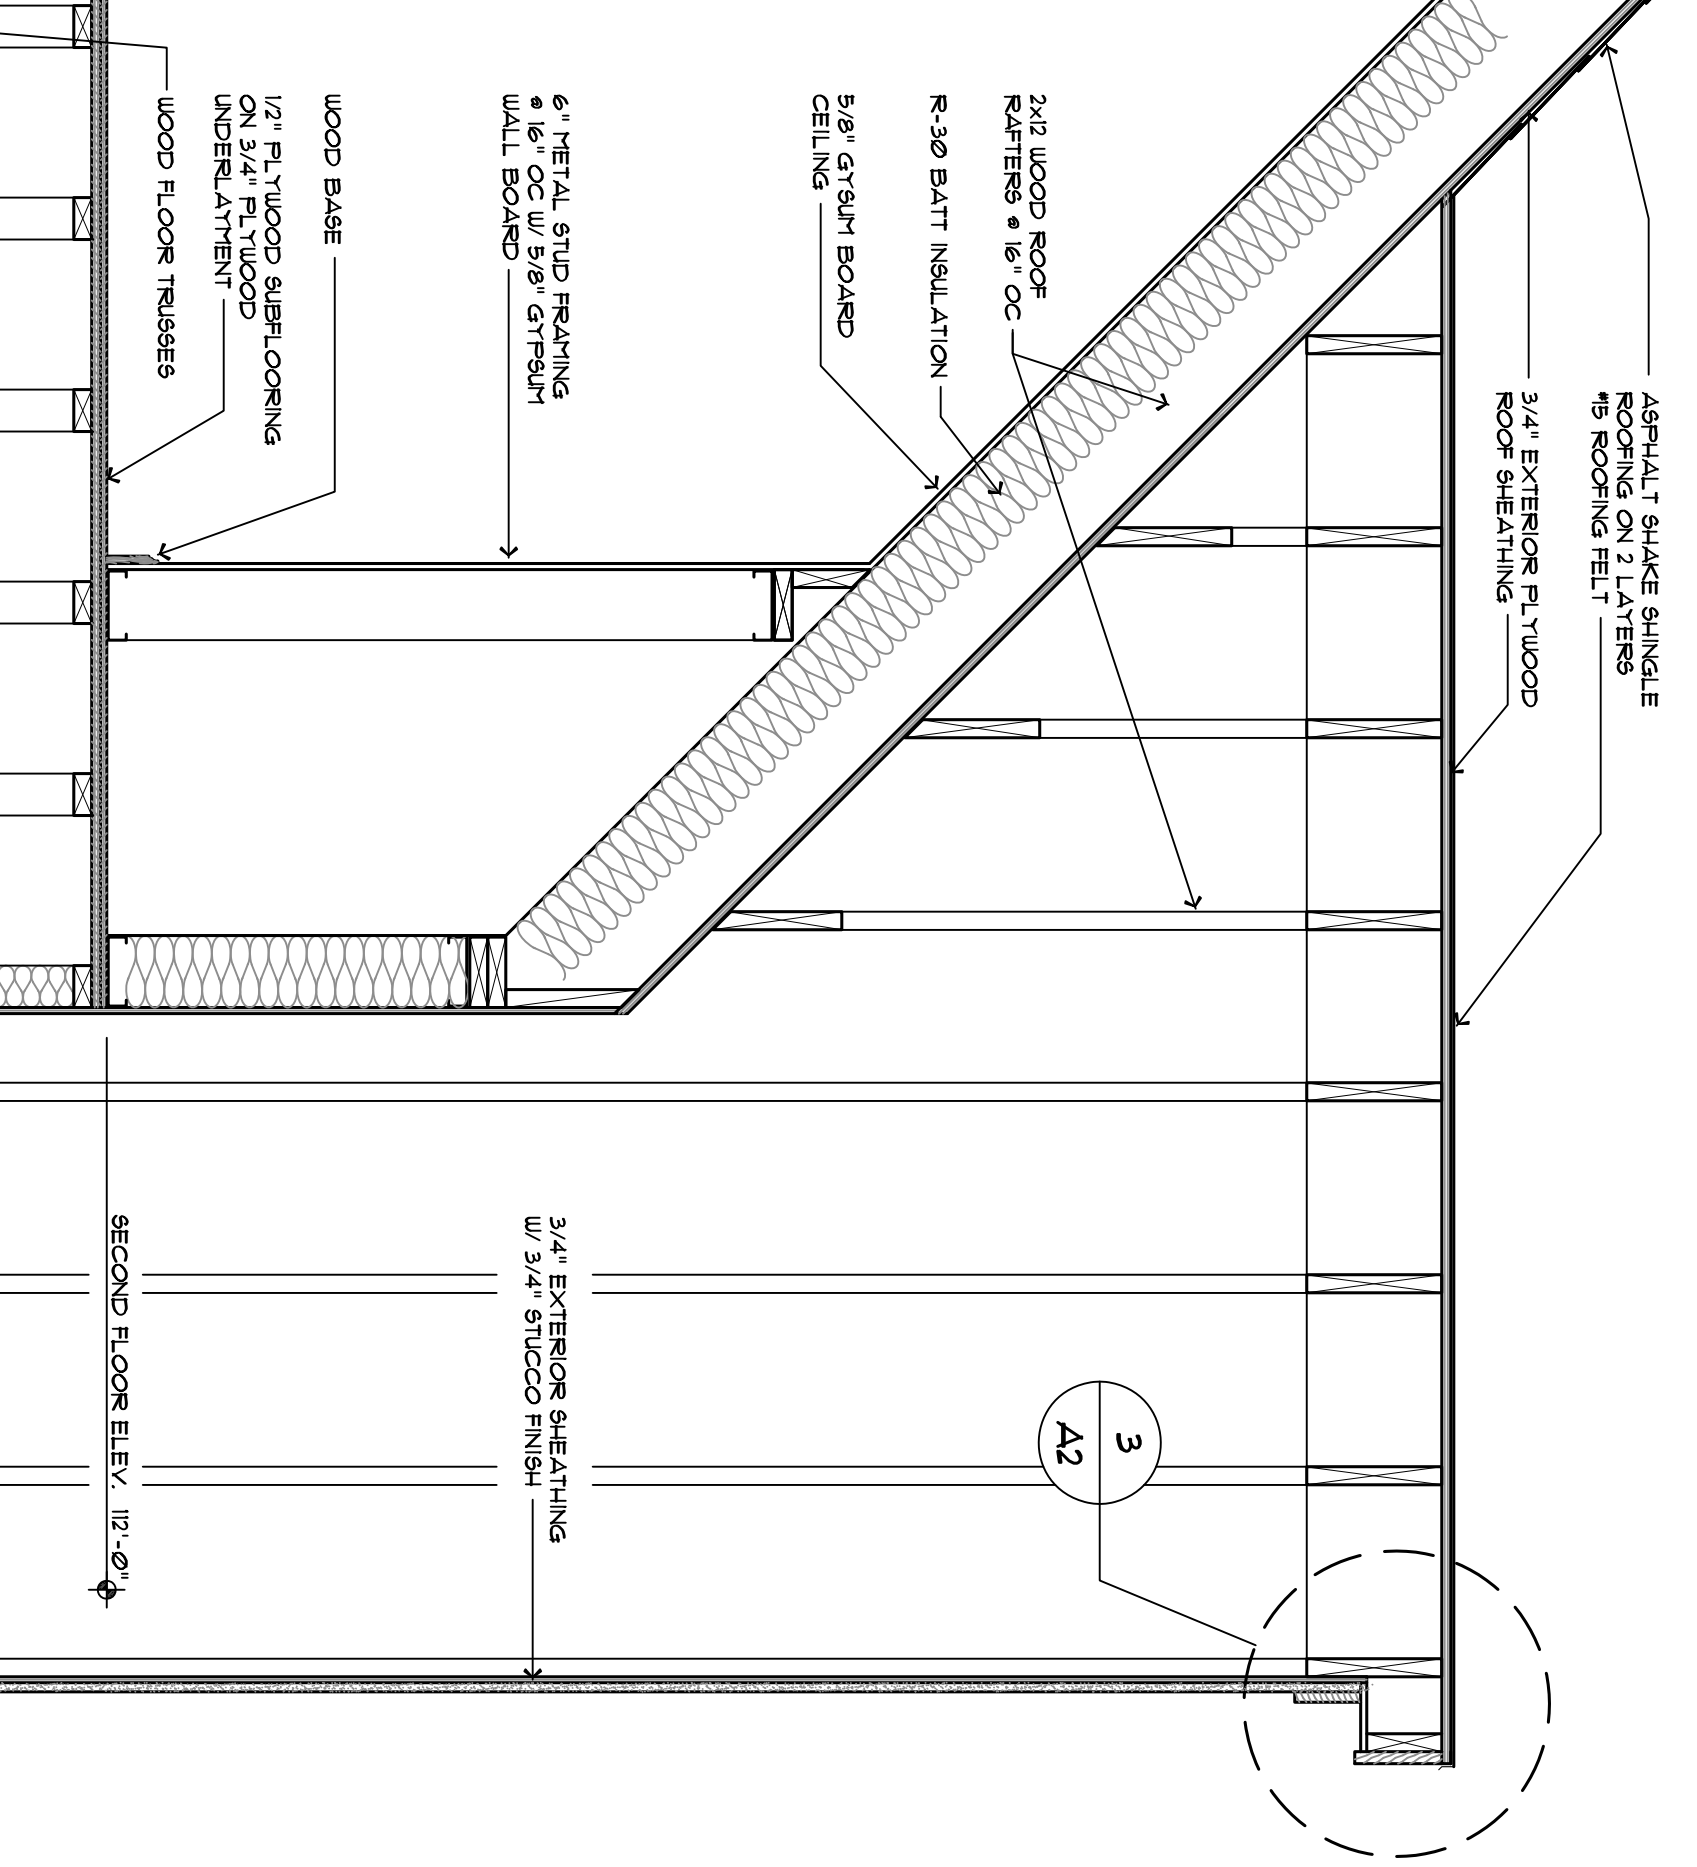 ASPHALT SHAKE SHINGLE
ROOFING ON 2 LAYERS
#15 ROOFING FELT
3/4" EXTERIOR PLYWOOD
ROOF SHEATHING
2x12 WOOD ROOF
RAFTERS @ 16" OC
R-30 BATT INSULATION
5/8" GYSUM BOARD
CEILING
6" METAL STUD FRAMING
@ 16" OC W/ 5/8" GYPSUM
WALL BOARD
WOOD BASE
1/2" PLYWOOD SUBFLOORING
ON 3/4" PLYWOOD
UNDERLAYMENT
WOOD FLOOR TRUSSES
3
A2
3/4" EXTERIOR SHEATHING
W/ 3/4" STUCCO FINISH
SECOND FLOOR ELEV. 112'-0"